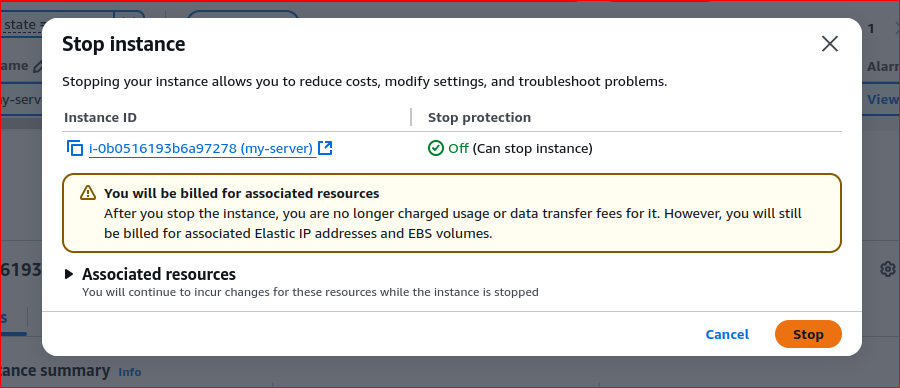 state =
1
ame
Alarr
y-serv
View
Stop instance
Stopping your instance allows you to reduce costs, modify settings, and troubleshoot problems.
Instance ID
Stop protection
i-0b0516193b6a97278 (my-server)
Off (Can stop instance)
You will be billed for associated resources
After you stop the instance, you are no longer charged usage or data transfer fees for it. However, you will still
be billed for associated Elastic IP addresses and EBS volumes.
Associated resources
You will continue to incur changes for these resources while the instance is stopped
6193
s
Cancel
Stop
ance summary
Info